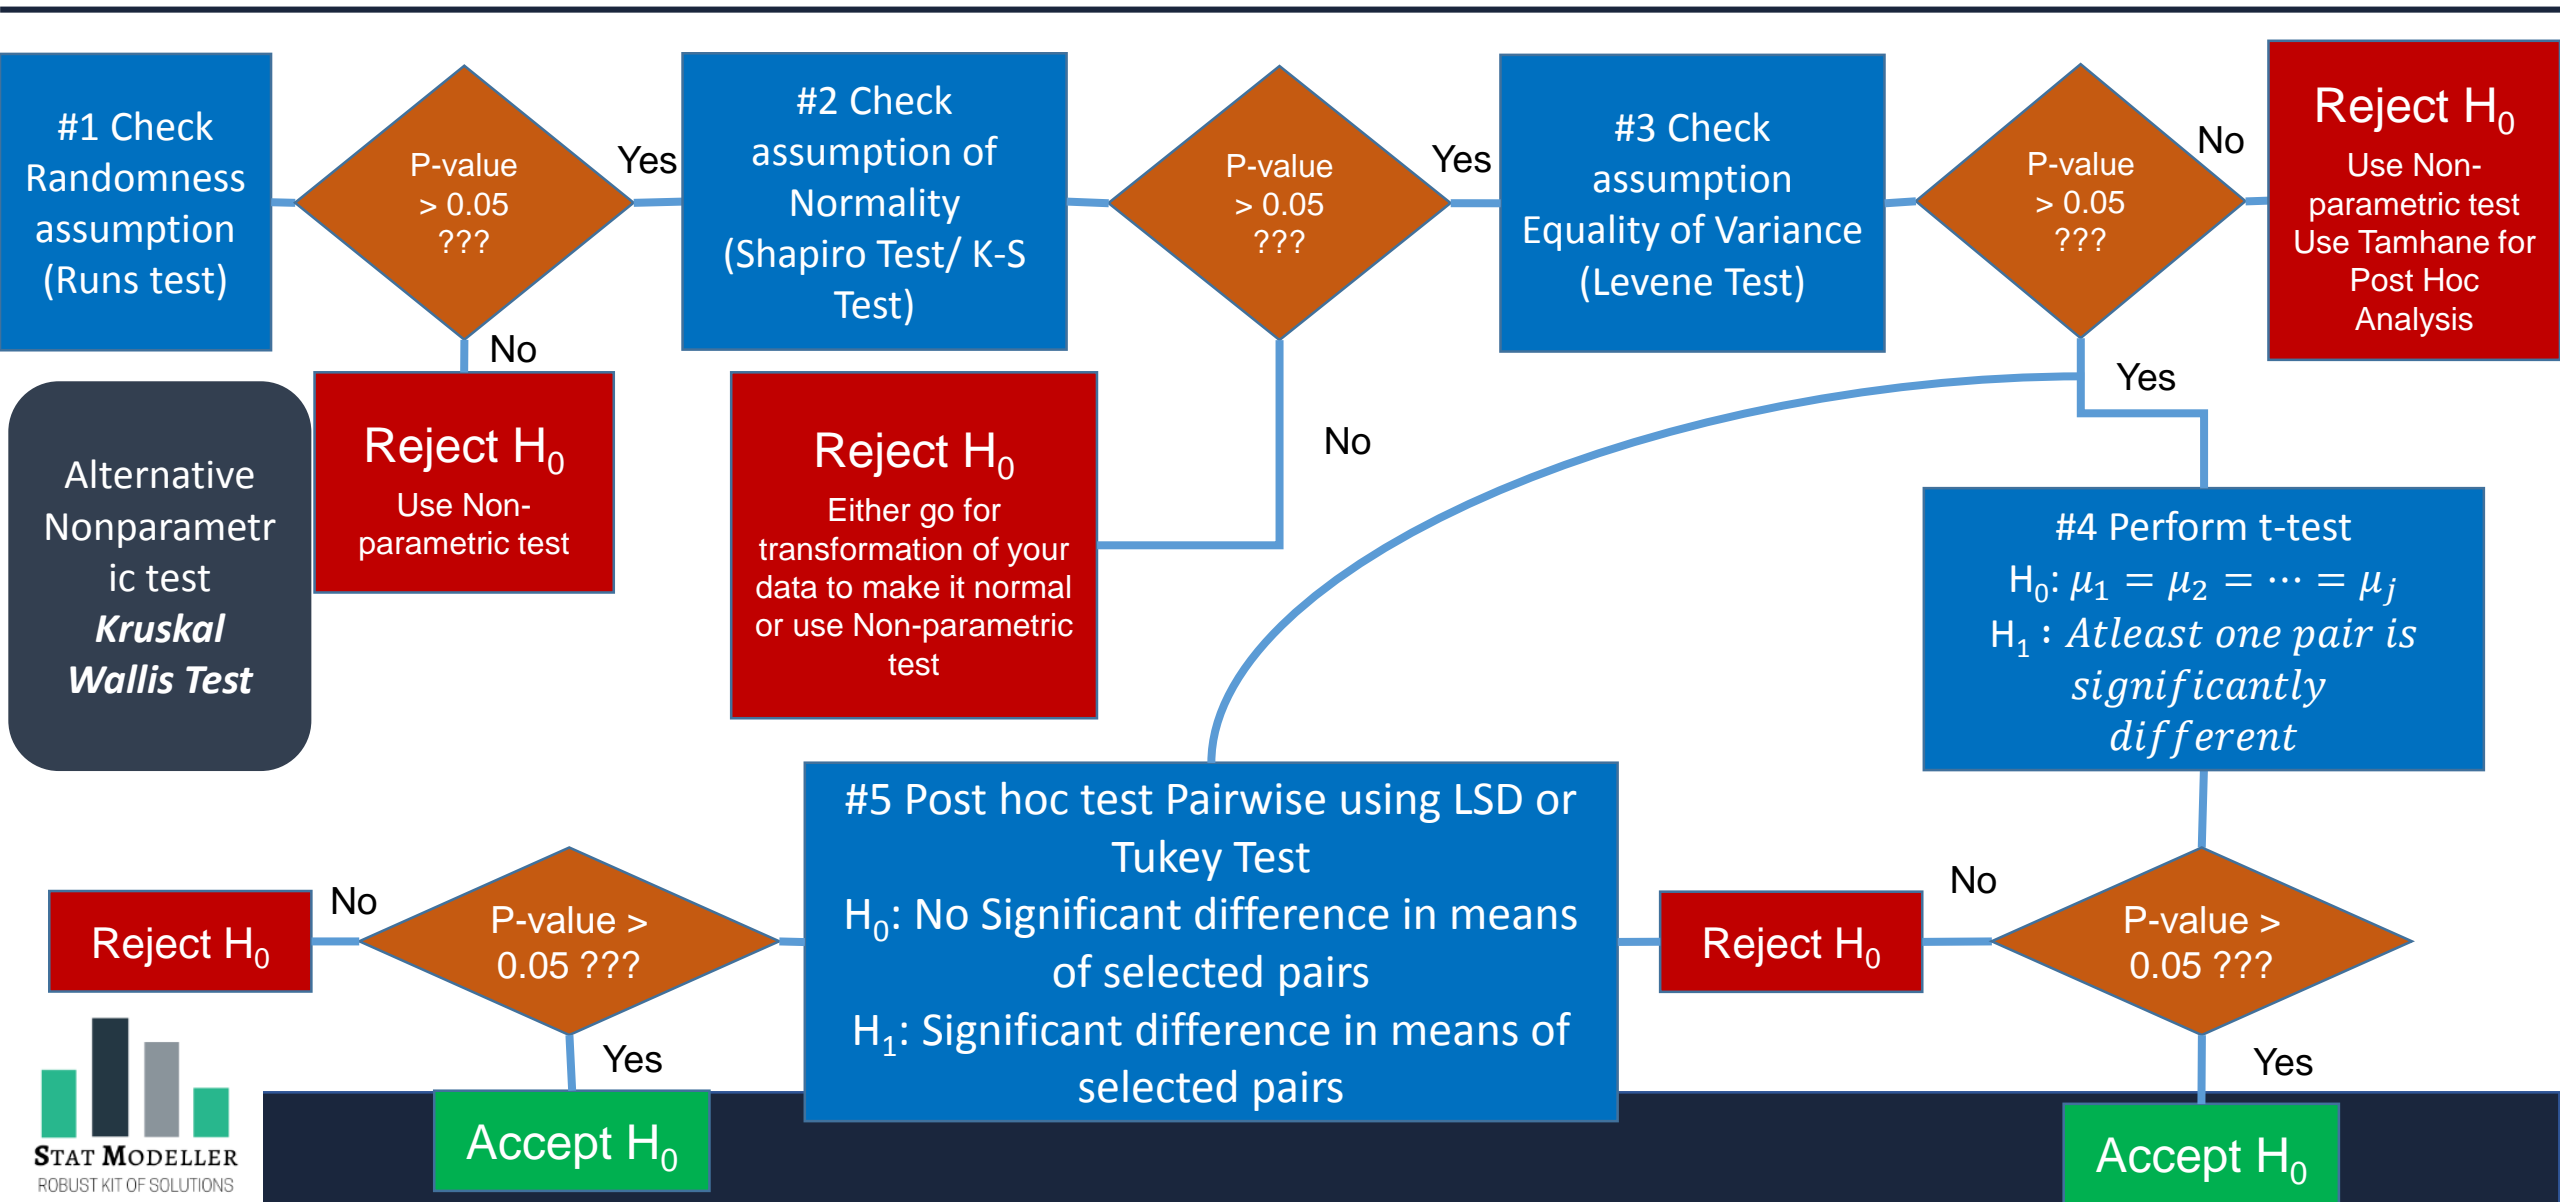 #1 Check
Randomness
assumption
(Runs test)
P-value
> 0.05
???
Yes
No
#2 Check
assumption of
Normality
(Shapiro Test/ K-S
Test)
P-value
> 0.05
???
Yes
No
#3 Check
assumption
Equality of Variance
(Levene Test)
P-value
> 0.05
???
No
Yes
Reject H₀
Use Non-
parametric test
Use Tamhane for
Post Hoc
Analysis
Alternative
Nonparametr
ic test
Kruskal
Wallis Test
Reject H₀
Use Non-
parametric test
Reject H₀
Either go for
transformation of your
data to make it normal
or use Non-parametric
test
#4 Perform t-test
H₀: μ₁ = μ₂ = ⋯ = μⱼ
H₁ : Atleast one pair is
significantly
different
#5 Post hoc test Pairwise using LSD or
Tukey Test
H₀: No Significant difference in means
of selected pairs
H₁: Significant difference in means of
selected pairs
Reject H₀
No
P-value >
0.05 ???
Yes
Accept H₀
Reject H₀
No
P-value >
0.05 ???
Yes
Accept H₀
STAT MODELLER
ROBUST KIT OF SOLUTIONS